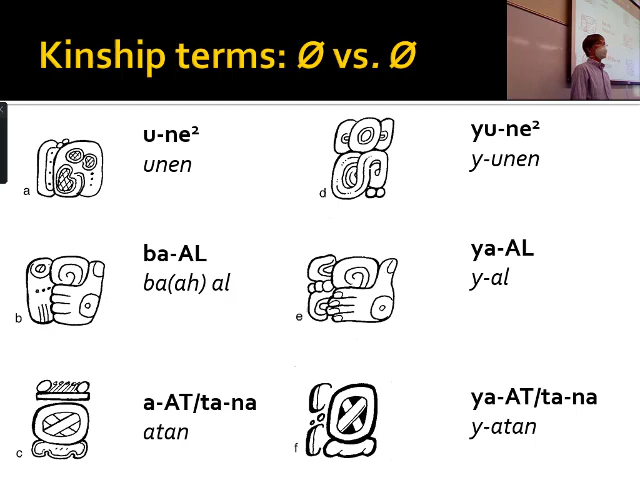 Kinship terms: Ø vs. Ø
a
u-ne²
unen
d
yu-ne²
y-unen
b
ba-AL
ba(ah) al
e
ya-AL
y-al
c
a-AT/ta-na
atan
f
ya-AT/ta-na
y-atan